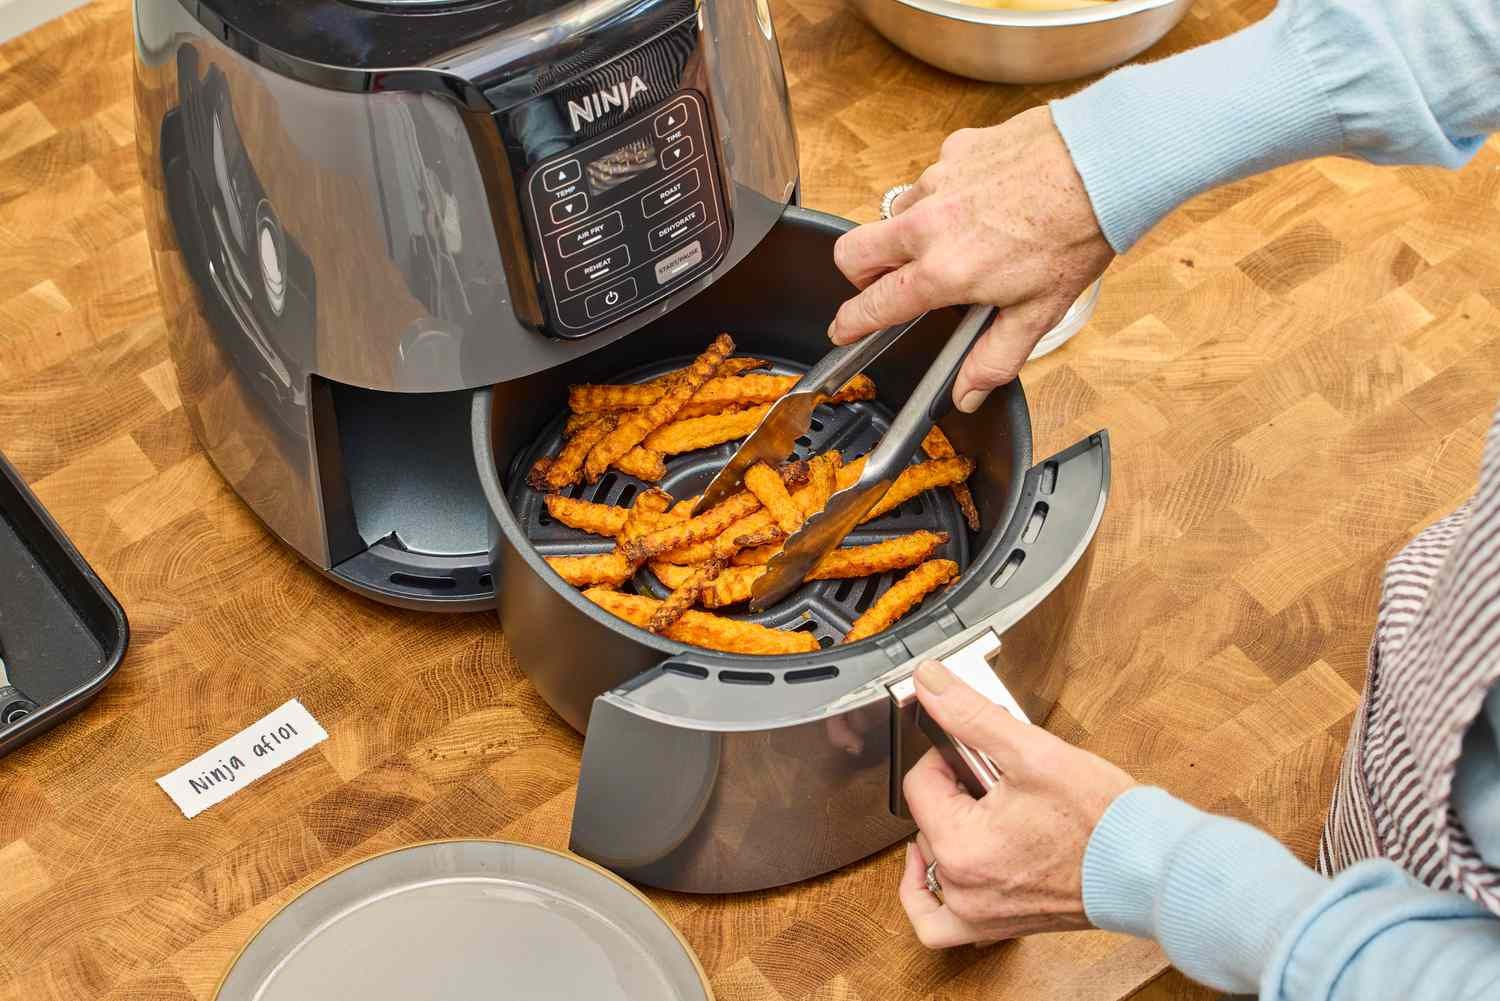 NINJA
TEMP
TIME
AIR FRY
ROAST
REHEAT
DEHYDRATE
START/PAUSE
Ninja af101